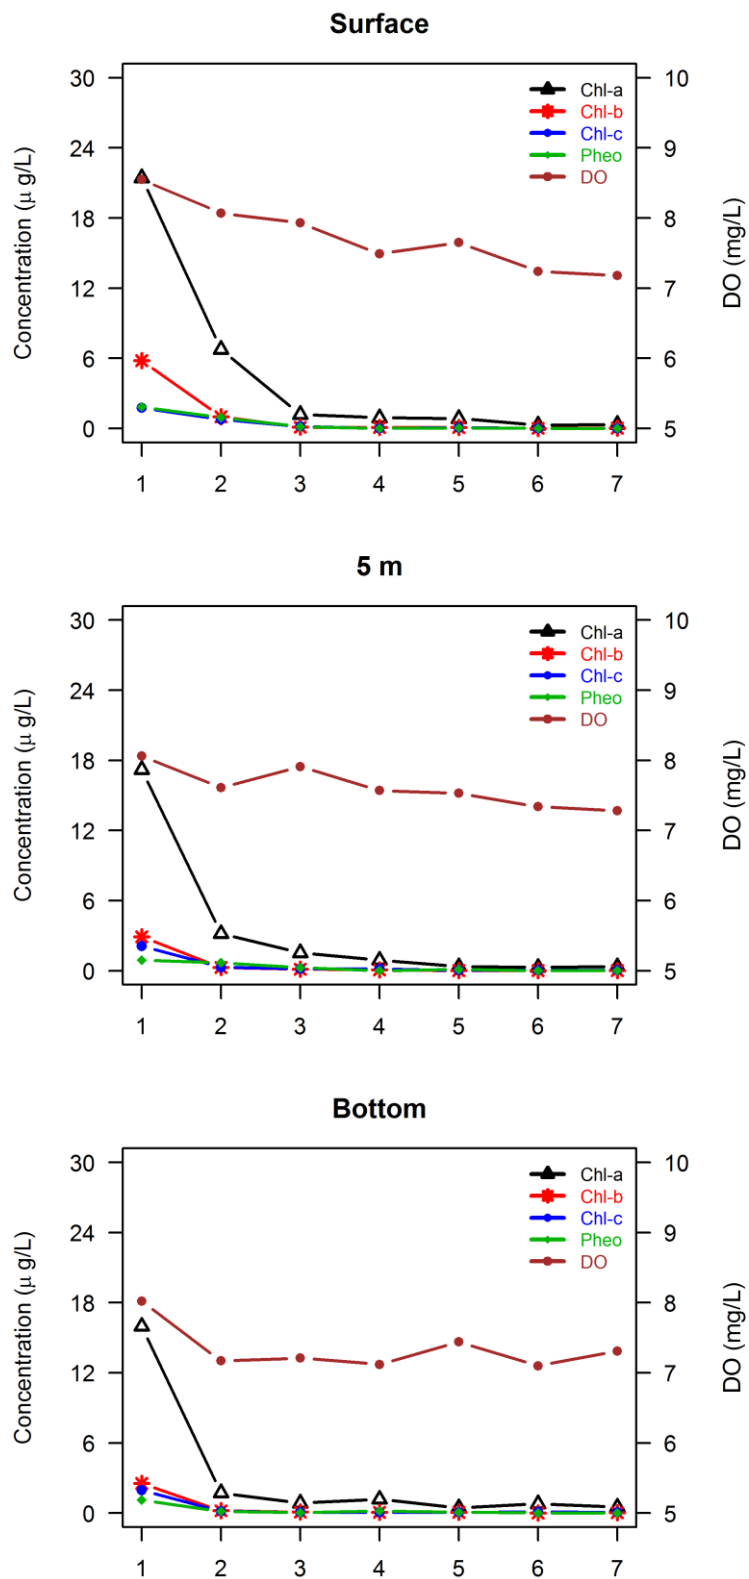 Surface
Concentration (μ g/L)
30
24
18
12
6
0
Chl-a
Chl-b
Chl-c
Pheo
DO
10
9
8
7
6
5
DO (mg/L)
1 2 3 4 5 6 7
5 m
Concentration (μ g/L)
30
24
18
12
6
0
Chl-a
Chl-b
Chl-c
Pheo
DO
10
9
8
7
6
5
DO (mg/L)
1 2 3 4 5 6 7
Bottom
Concentration (μ g/L)
30
24
18
12
6
0
Chl-a
Chl-b
Chl-c
Pheo
DO
10
9
8
7
6
5
DO (mg/L)
1 2 3 4 5 6 7